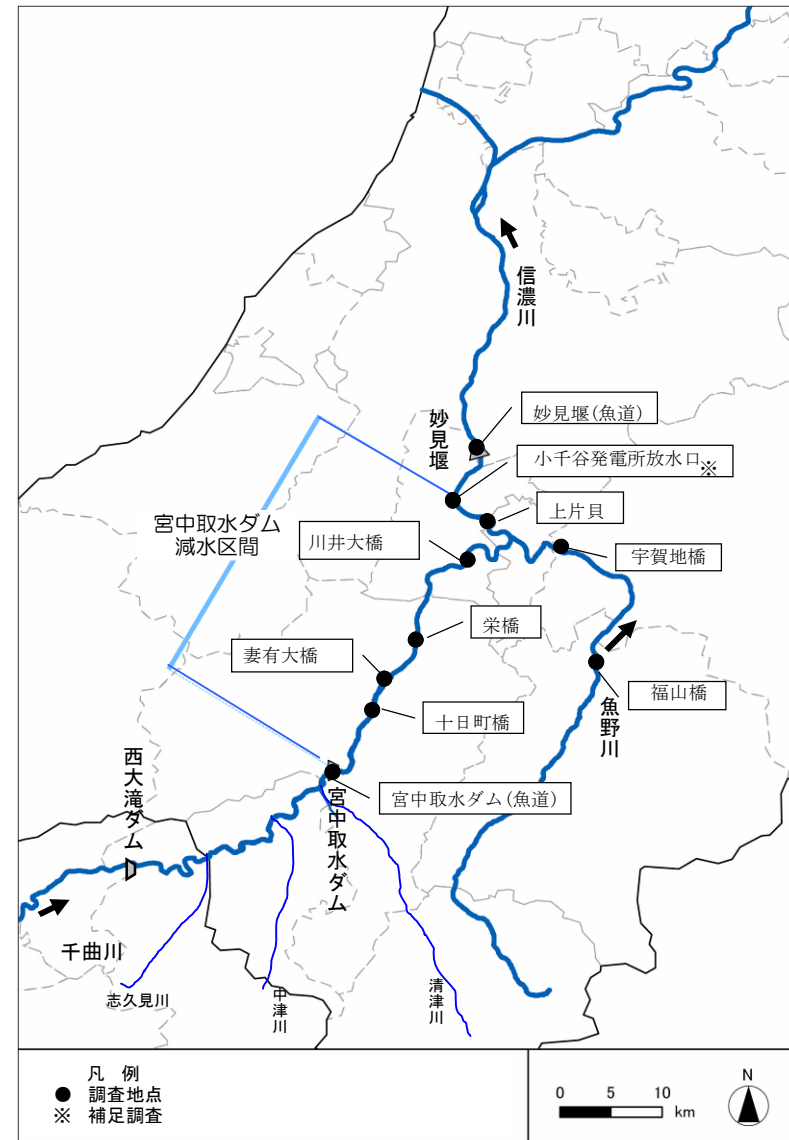 信濃川
妙見堰
妙見堰(魚道)
小千谷発電所放水口※
上片貝
宮中取水ダム
減水区間
川井大橋
宇賀地橋
栄橋
妻有大橋
福山橋
魚野川
十日町橋
西大滝ダム
宮中取水ダム(魚道)
宮中取水ダム
千曲川
志久見川
中津川
清津川
凡 例
● 調査地点
※ 補足調査
0 5 10
km
N